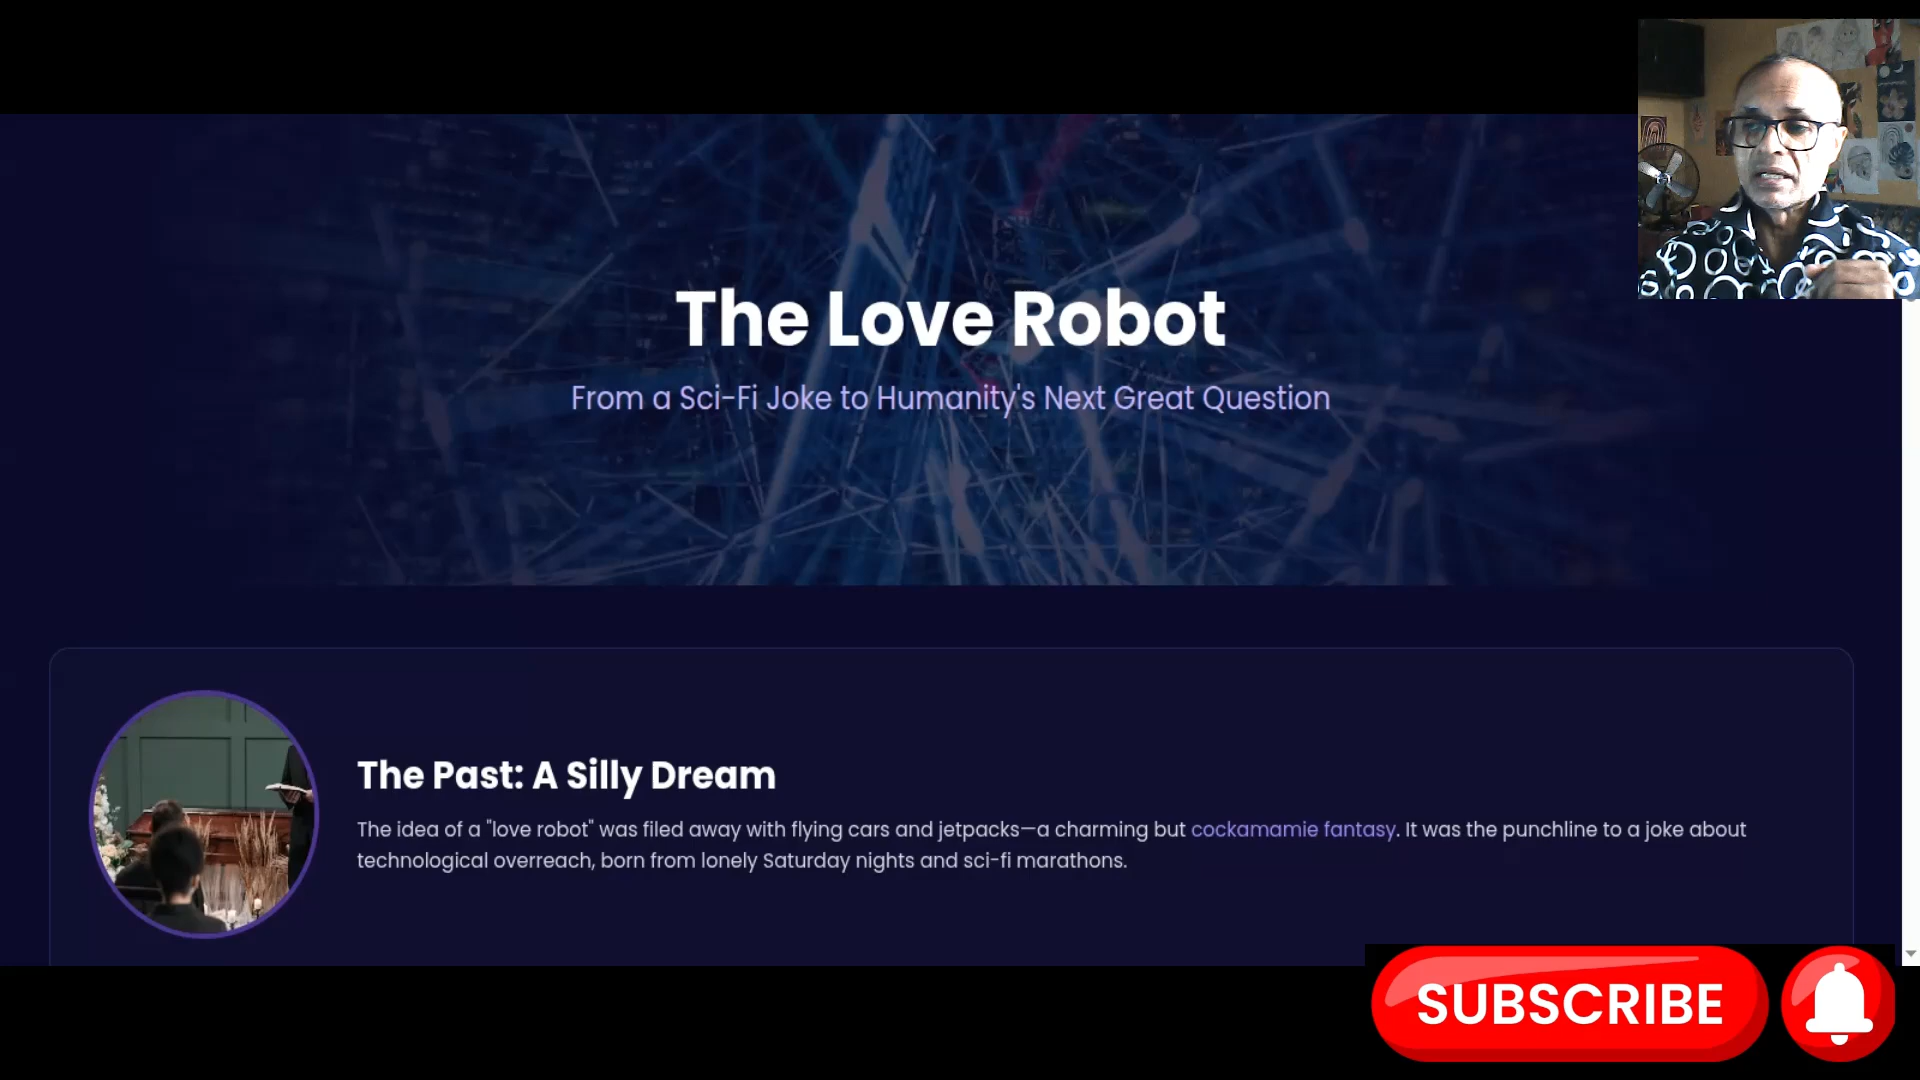 The Love Robot
From a Sci-Fi Joke to Humanity's Next Great Question
The Past: A Silly Dream
The idea of a "love robot" was filed away with flying cars and jetpacks—a charming but cockamamie fantasy. It was the punchline to a joke about
technological overreach, born from lonely Saturday nights and sci-fi marathons.
SUBSCRIBE